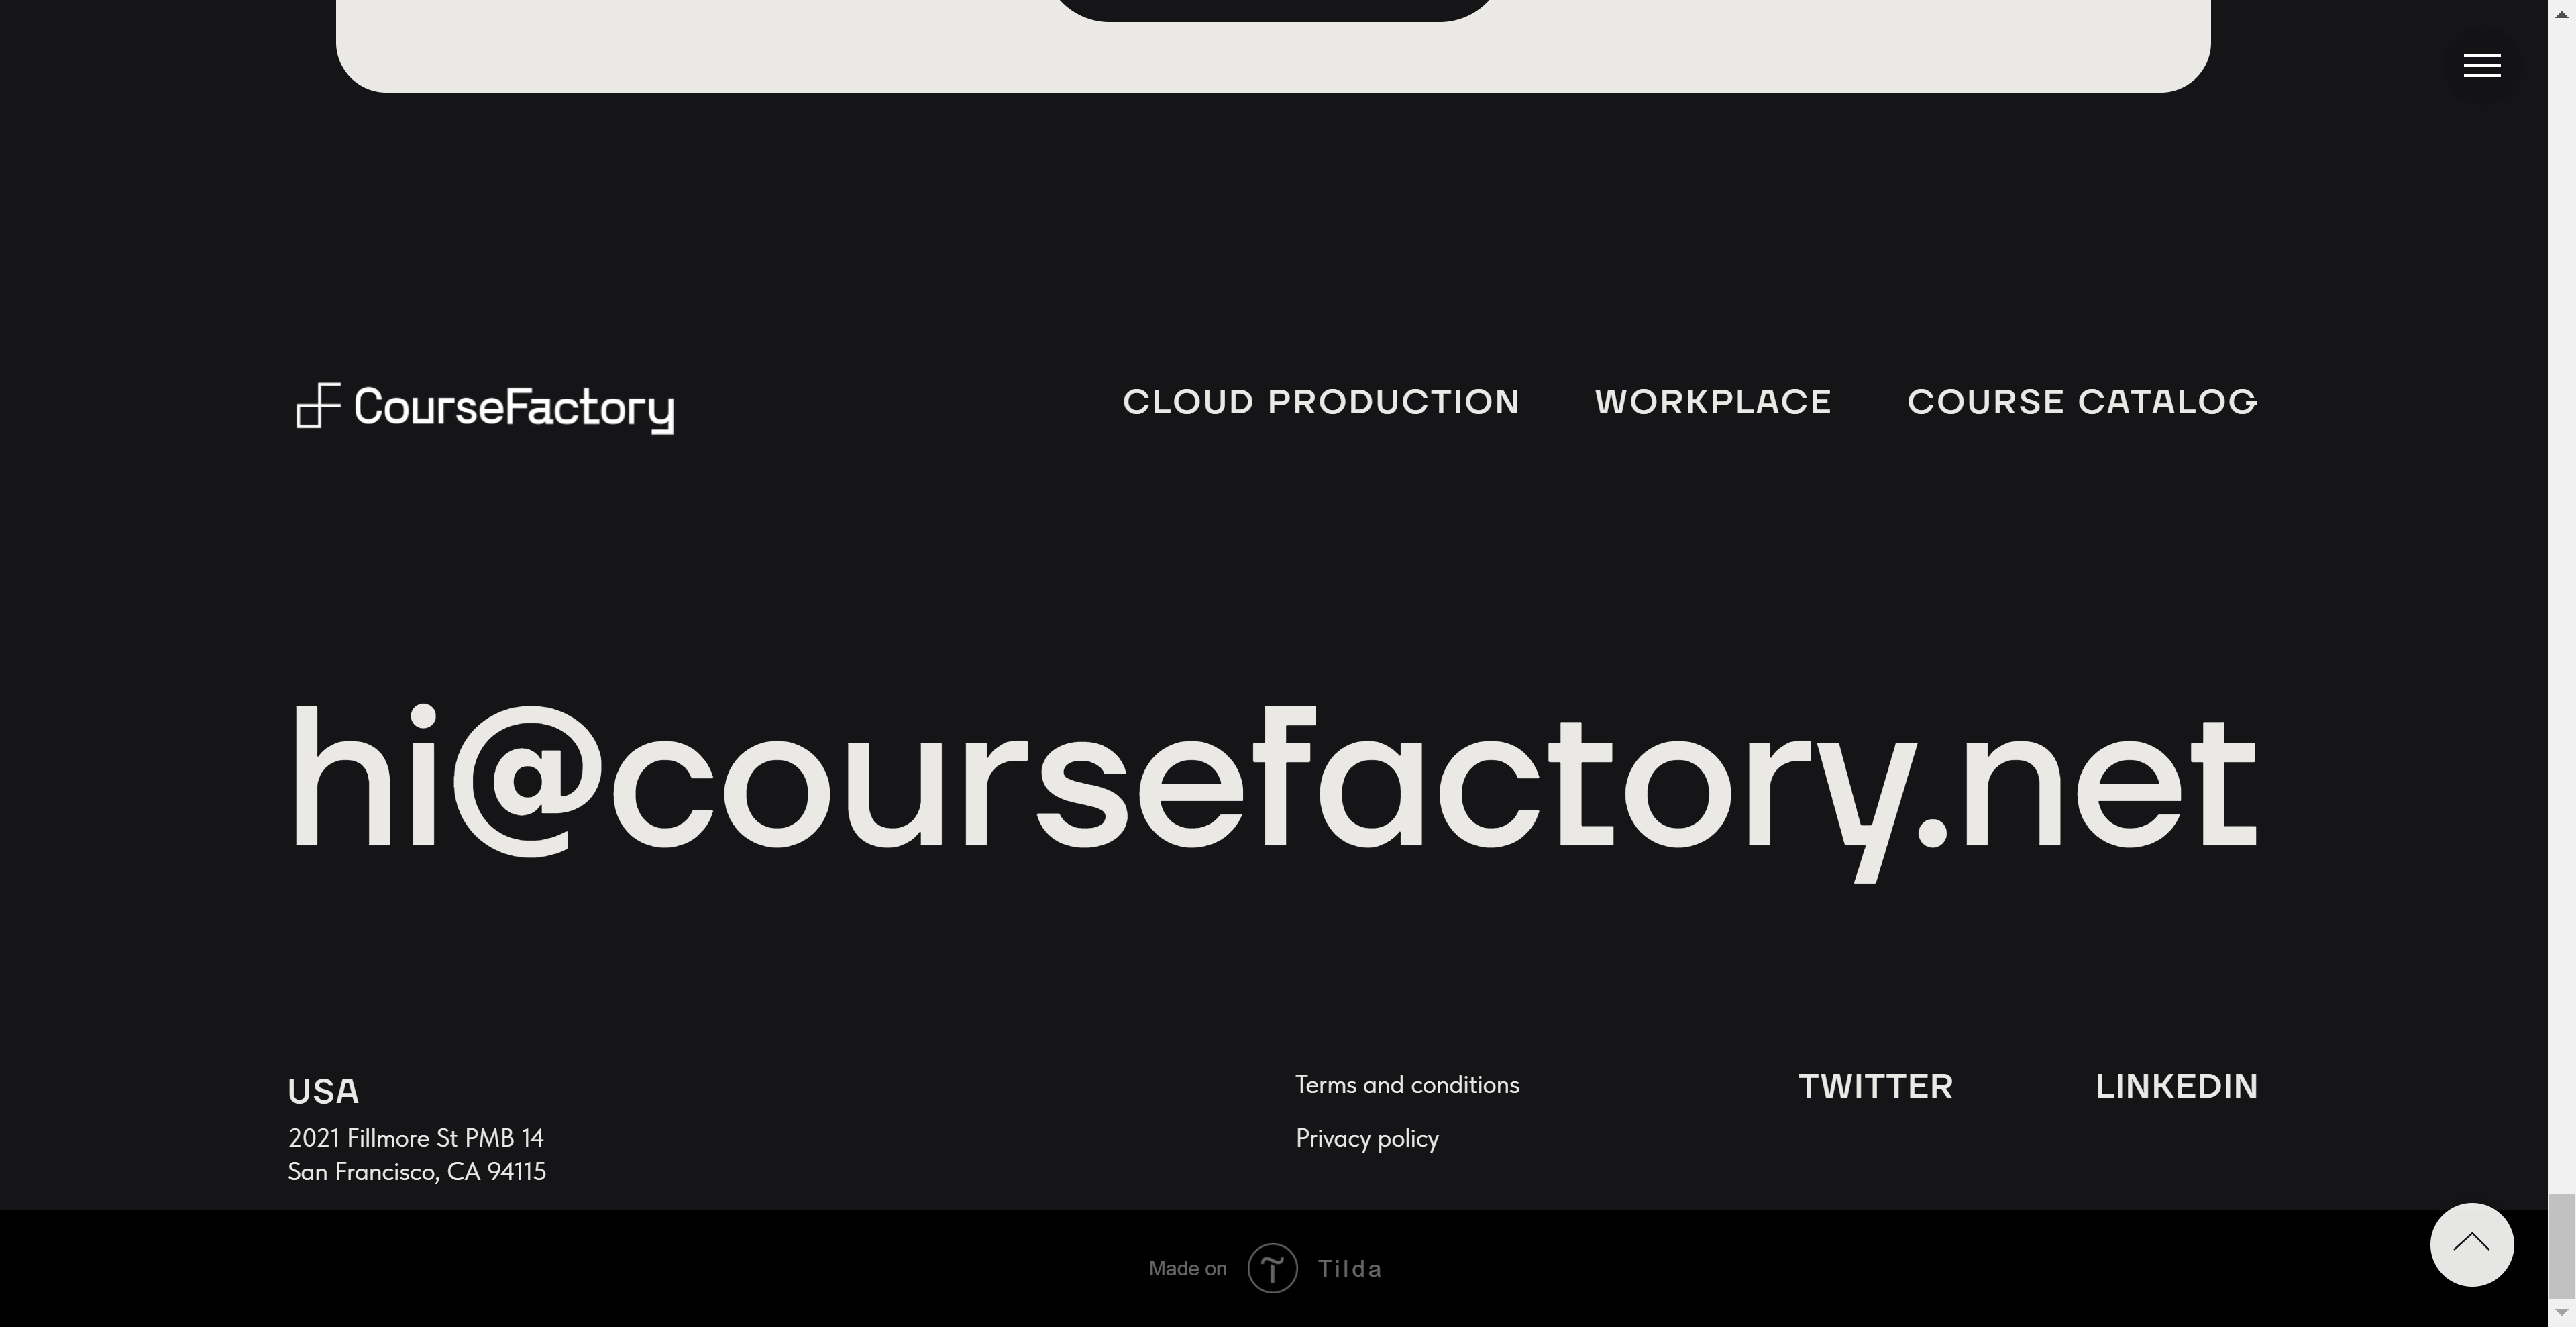 CourseFactory
CLOUD PRODUCTION
WORKPLACE
COURSE CATALOG
hi@coursefactory.net
USA
2021 Fillmore St PMB 14
San Francisco, CA 94115
Terms and conditions
Privacy policy
TWITTER
LINKEDIN
Made on Tilda